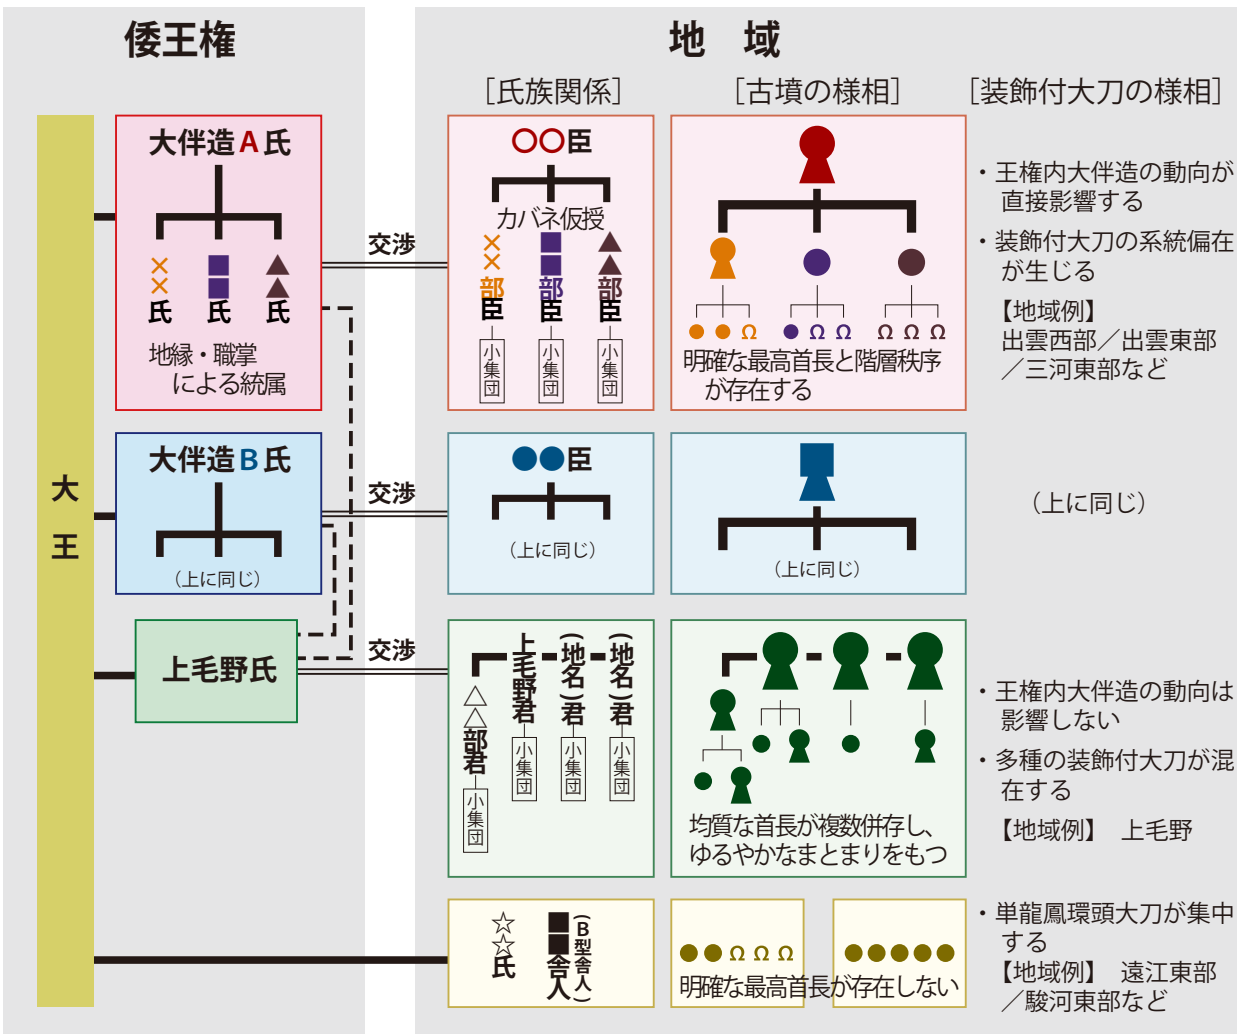 倭王権
地　域
［氏族関係］
［古墳の様相］
［装飾付大刀の様相］
大王
大伴造A氏
××氏
■■氏
▲▲氏
地縁・職掌
による統属
交渉
○○臣
カバネ仮授
××部臣
■■部臣
▲▲部臣
小集団
小集団
小集団
明確な最高首長と階層秩序
が存在する
・王権内大伴造の動向が
直接影響する
・装飾付大刀の系統偏在
が生じる
【地域例】
出雲西部／出雲東部
／三河東部など
大伴造B氏
（上に同じ）
交渉
●●臣
（上に同じ）
（上に同じ）
（上に同じ）
上毛野氏
交渉
△△部君
上毛野君
(地名)君
(地名)君
小集団
小集団
小集団
小集団
均質な首長が複数併存し、
ゆるやかなまとまりをもつ
・王権内大伴造の動向は
影響しない
・多種の装飾付大刀が混
在する
【地域例】　上毛野
☆☆氏
■■舎人
(B型舎人)
明確な最高首長が存在しない
・単龍鳳環頭大刀が集中
する
【地域例】　遠江東部
／駿河東部など